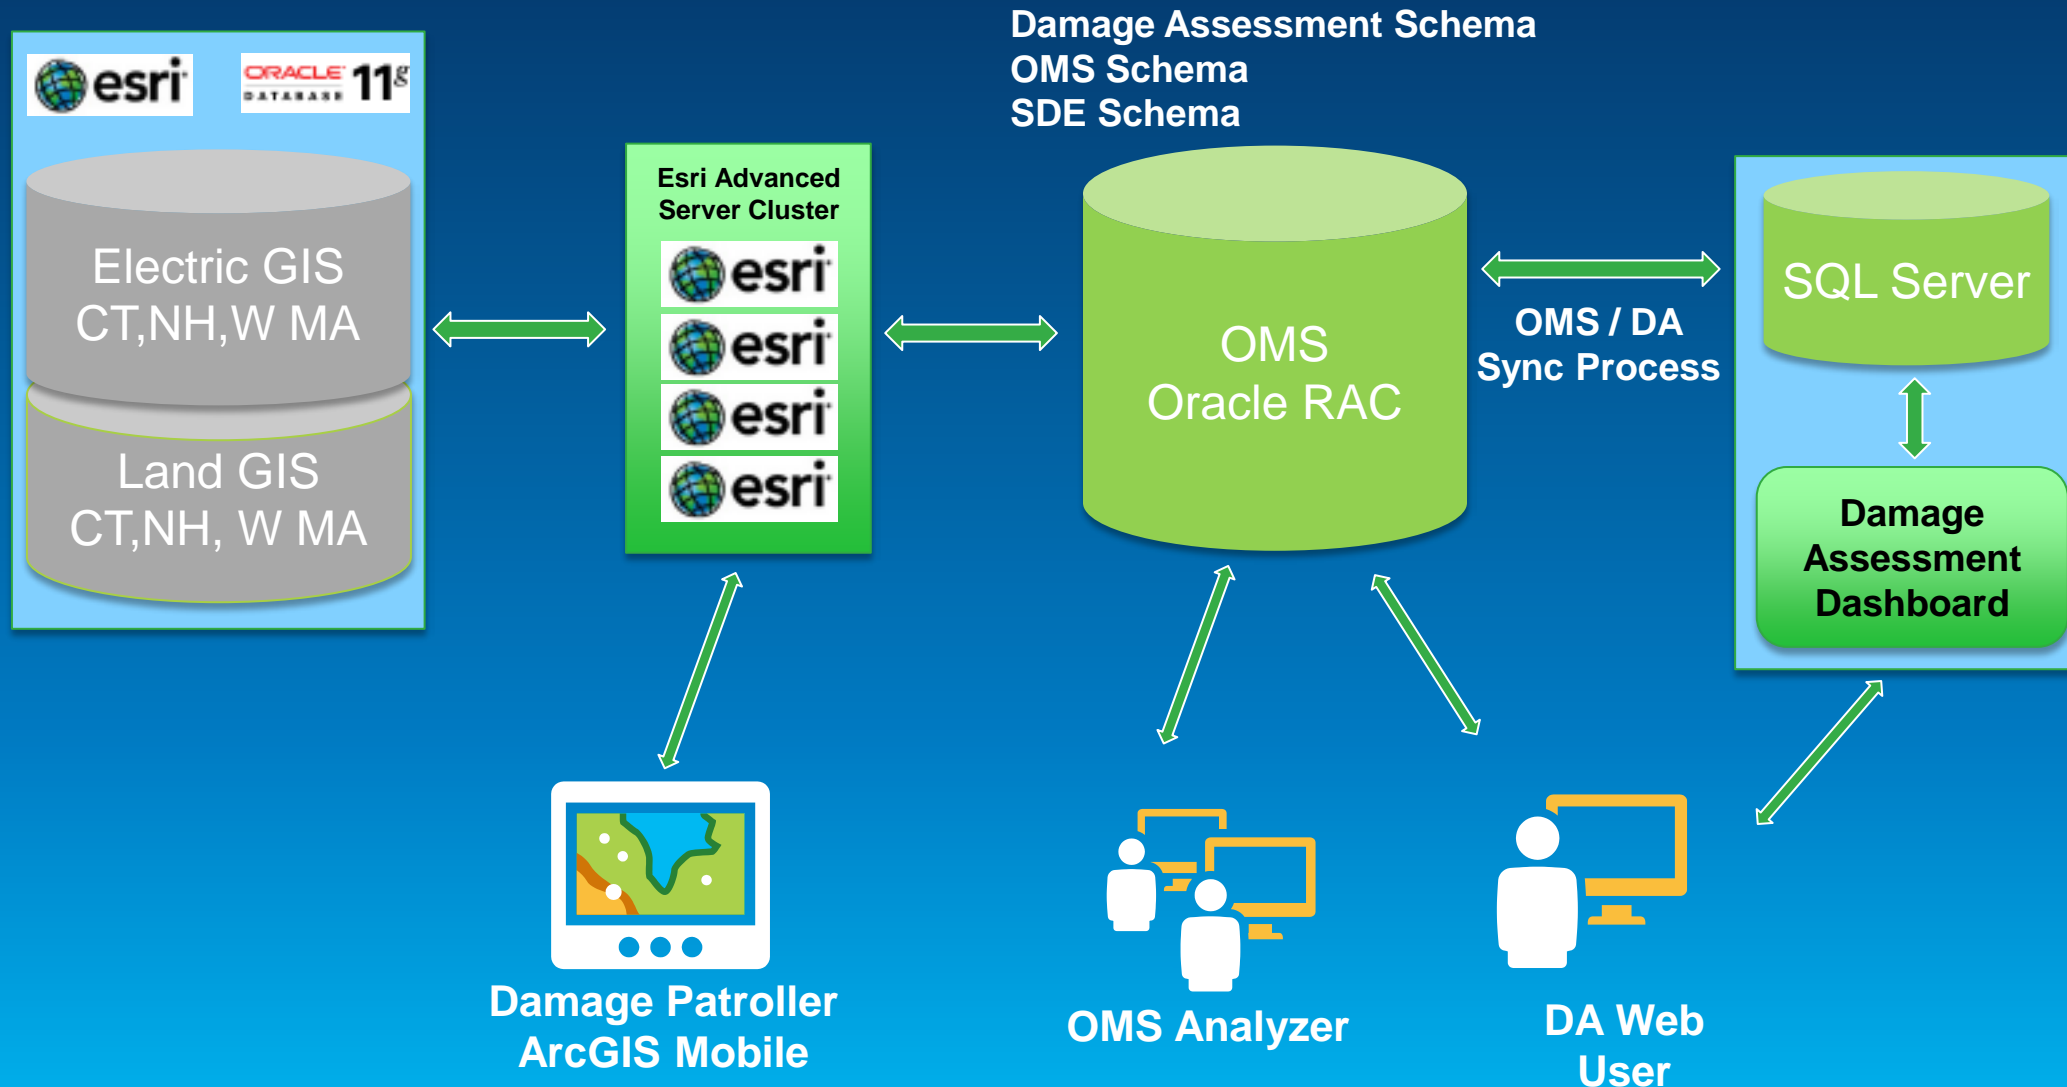 Damage Assessment Schema
OMS Schema
SDE Schema
esri
ORACLE 11g
DATABASE
Electric GIS
CT,NH,W MA
Land GIS
CT,NH, W MA
Esri Advanced
Server Cluster
esri
esri
esri
esri
OMS
Oracle RAC
OMS / DA
Sync Process
SQL Server
Damage
Assessment
Dashboard
Damage Patroller
ArcGIS Mobile
OMS Analyzer
DA Web
User